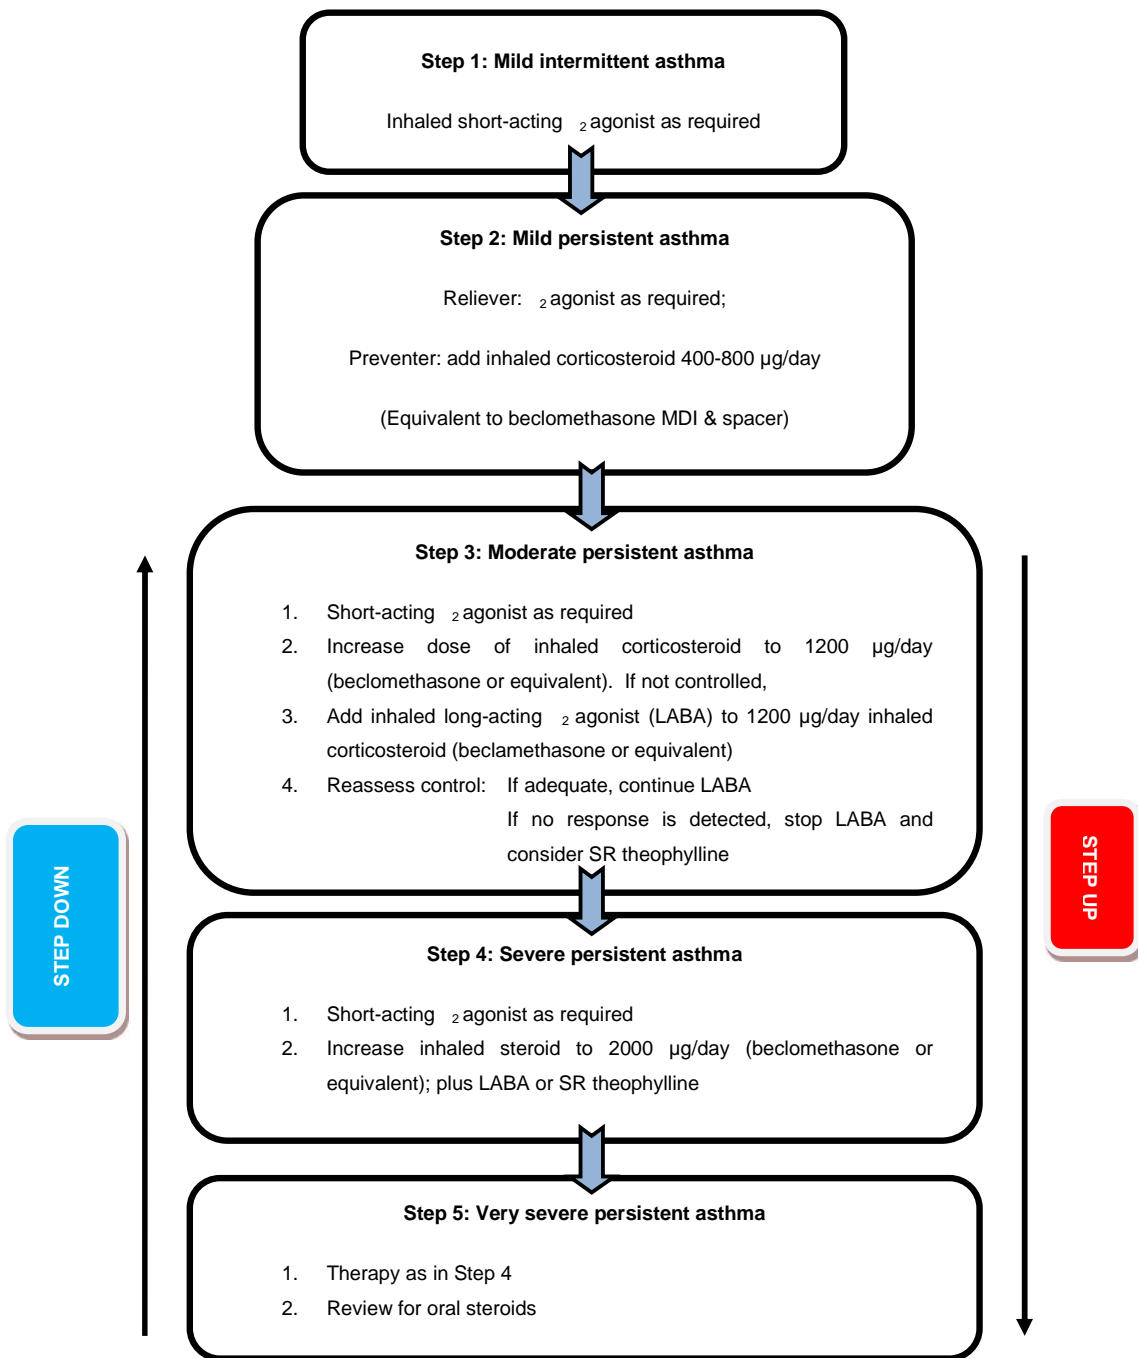 Step 1: Mild intermittent asthma
Inhaled short-acting ₂ agonist as required
Step 2: Mild persistent asthma
Reliever: ₂ agonist as required;
Preventer: add inhaled corticosteroid 400-800 µg/day
(Equivalent to beclomethasone MDI & spacer)
Step 3: Moderate persistent asthma
1. Short-acting ₂ agonist as required
2. Increase dose of inhaled corticosteroid to 1200 µg/day
(beclomethasone or equivalent). If not controlled,
3. Add inhaled long-acting ₂ agonist (LABA) to 1200 µg/day inhaled
corticosteroid (beclamethasone or equivalent)
4. Reassess control: If adequate, continue LABA
If no response is detected, stop LABA and
consider SR theophylline
STEP DOWN
STEP UP
Step 4: Severe persistent asthma
1. Short-acting ₂ agonist as required
2. Increase inhaled steroid to 2000 µg/day (beclomethasone or
equivalent); plus LABA or SR theophylline
Step 5: Very severe persistent asthma
1. Therapy as in Step 4
2. Review for oral steroids